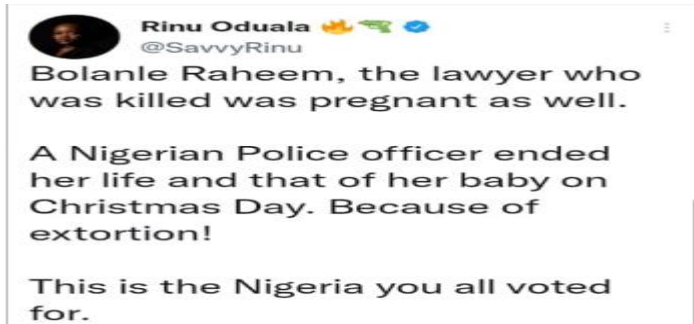 Rinu Oduala 🔥🔫
@SavvyRinu
Bolanle Raheem, the lawyer who
was killed was pregnant as well.
A Nigerian Police officer ended
her life and that of her baby on
Christmas Day. Because of
extortion!
This is the Nigeria you all voted
for.